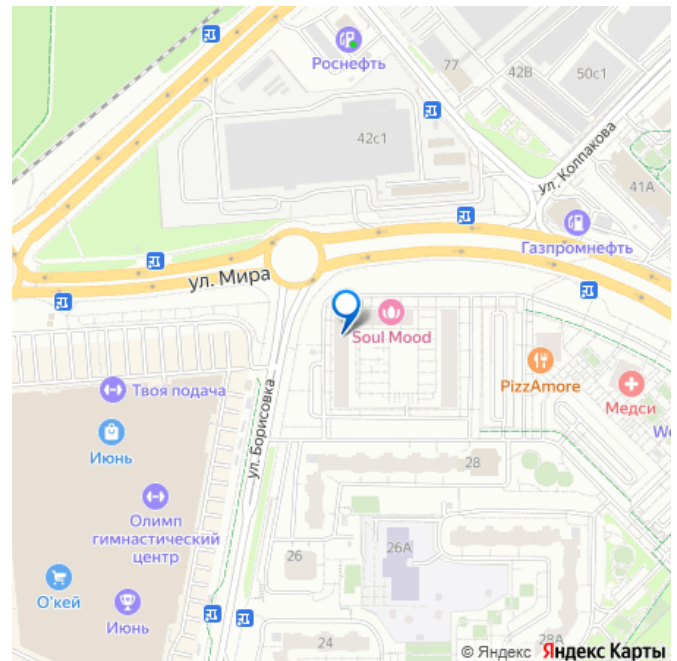 Роснефть
77
42В
50с1
42с1
ул. Колпакова
41А
Газпромнефть
ул. Мира
Soul Mood
PizzAmore
Медси
We
Твоя подача
ул. Борисовка
Июнь
28
Олимп
гимнастический
центр
26А
26
О'кей
Июнь
24
28А
© Яндекс Яндекс Карты